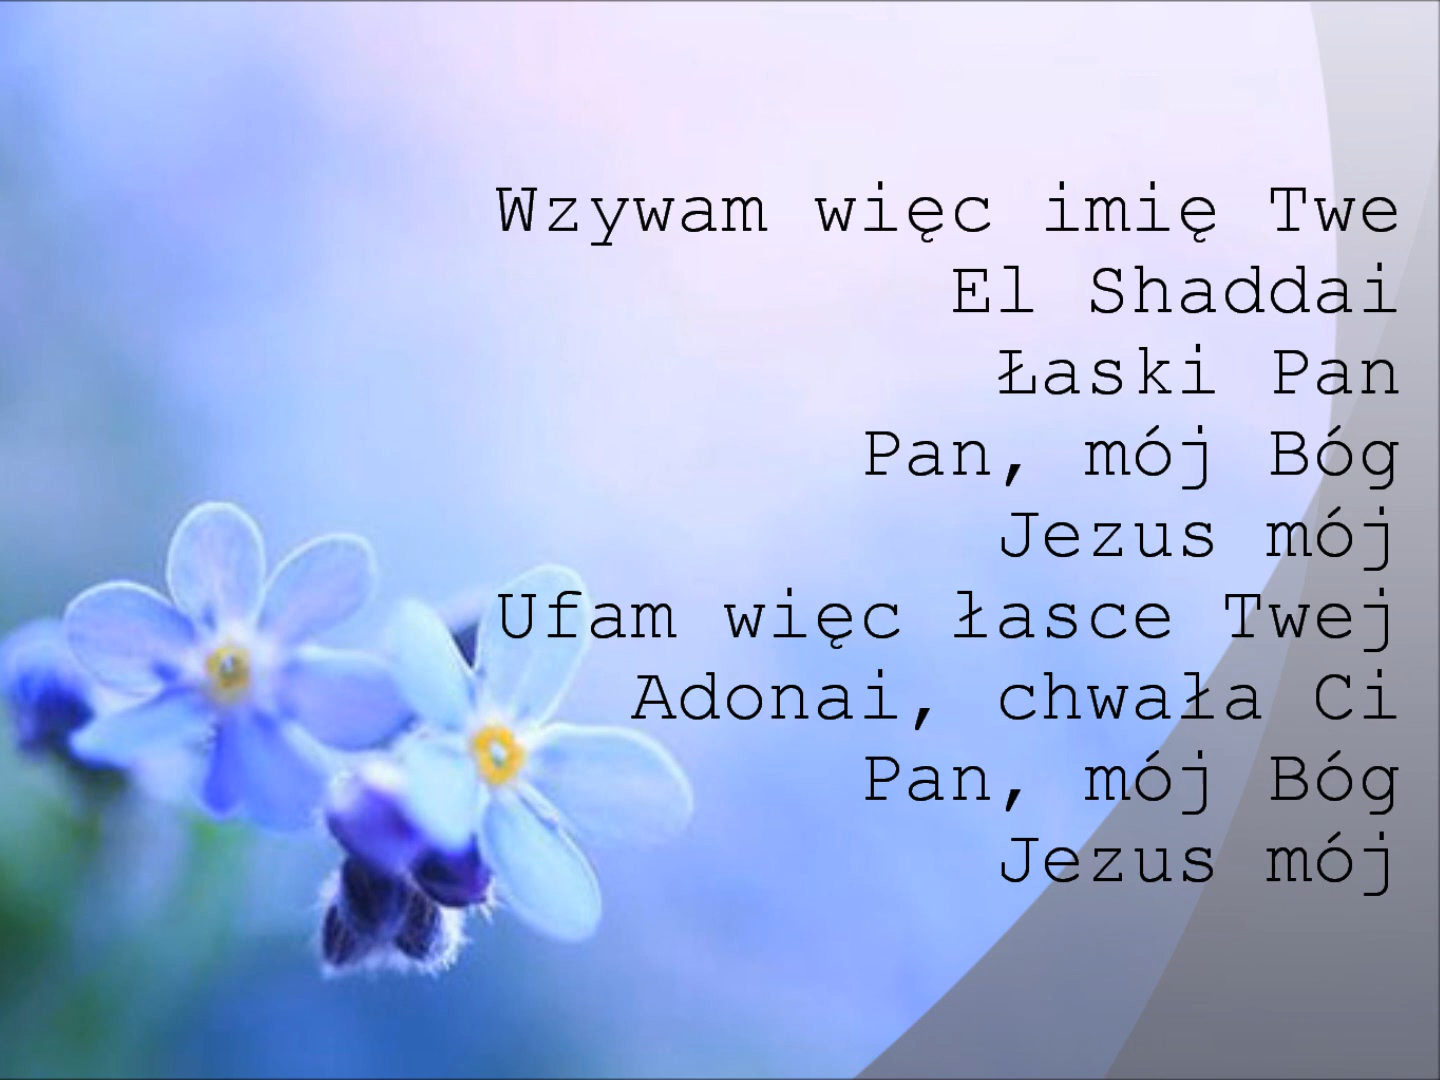 Wzywam więc imię Twe
El Shaddai
Łaski Pan
Pan, mój Bóg
Jezus mój
Ufam więc łasce Twej
Adonai, chwała Ci
Pan, mój Bóg
Jezus mój